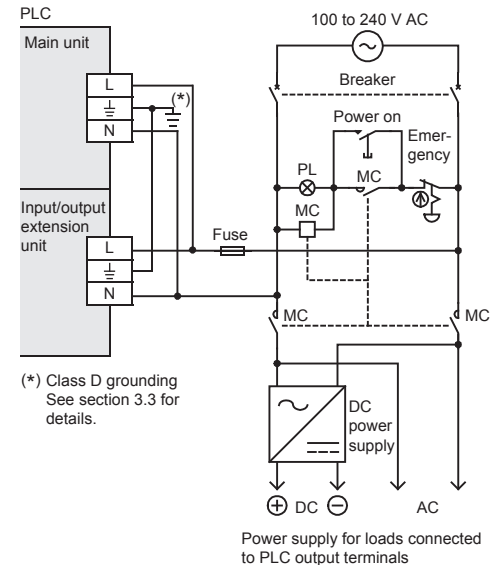 PLC
Main unit
L
N
(*)
Input/output
extension
unit
L
N
(*) Class D grounding
See section 3.3 for
details.
100 to 240 V AC
Breaker
Power on
Emer-
gency
PL
MC
MC
Fuse
MC
MC
DC
power
supply
DC
AC
Power supply for loads connected
to PLC output terminals